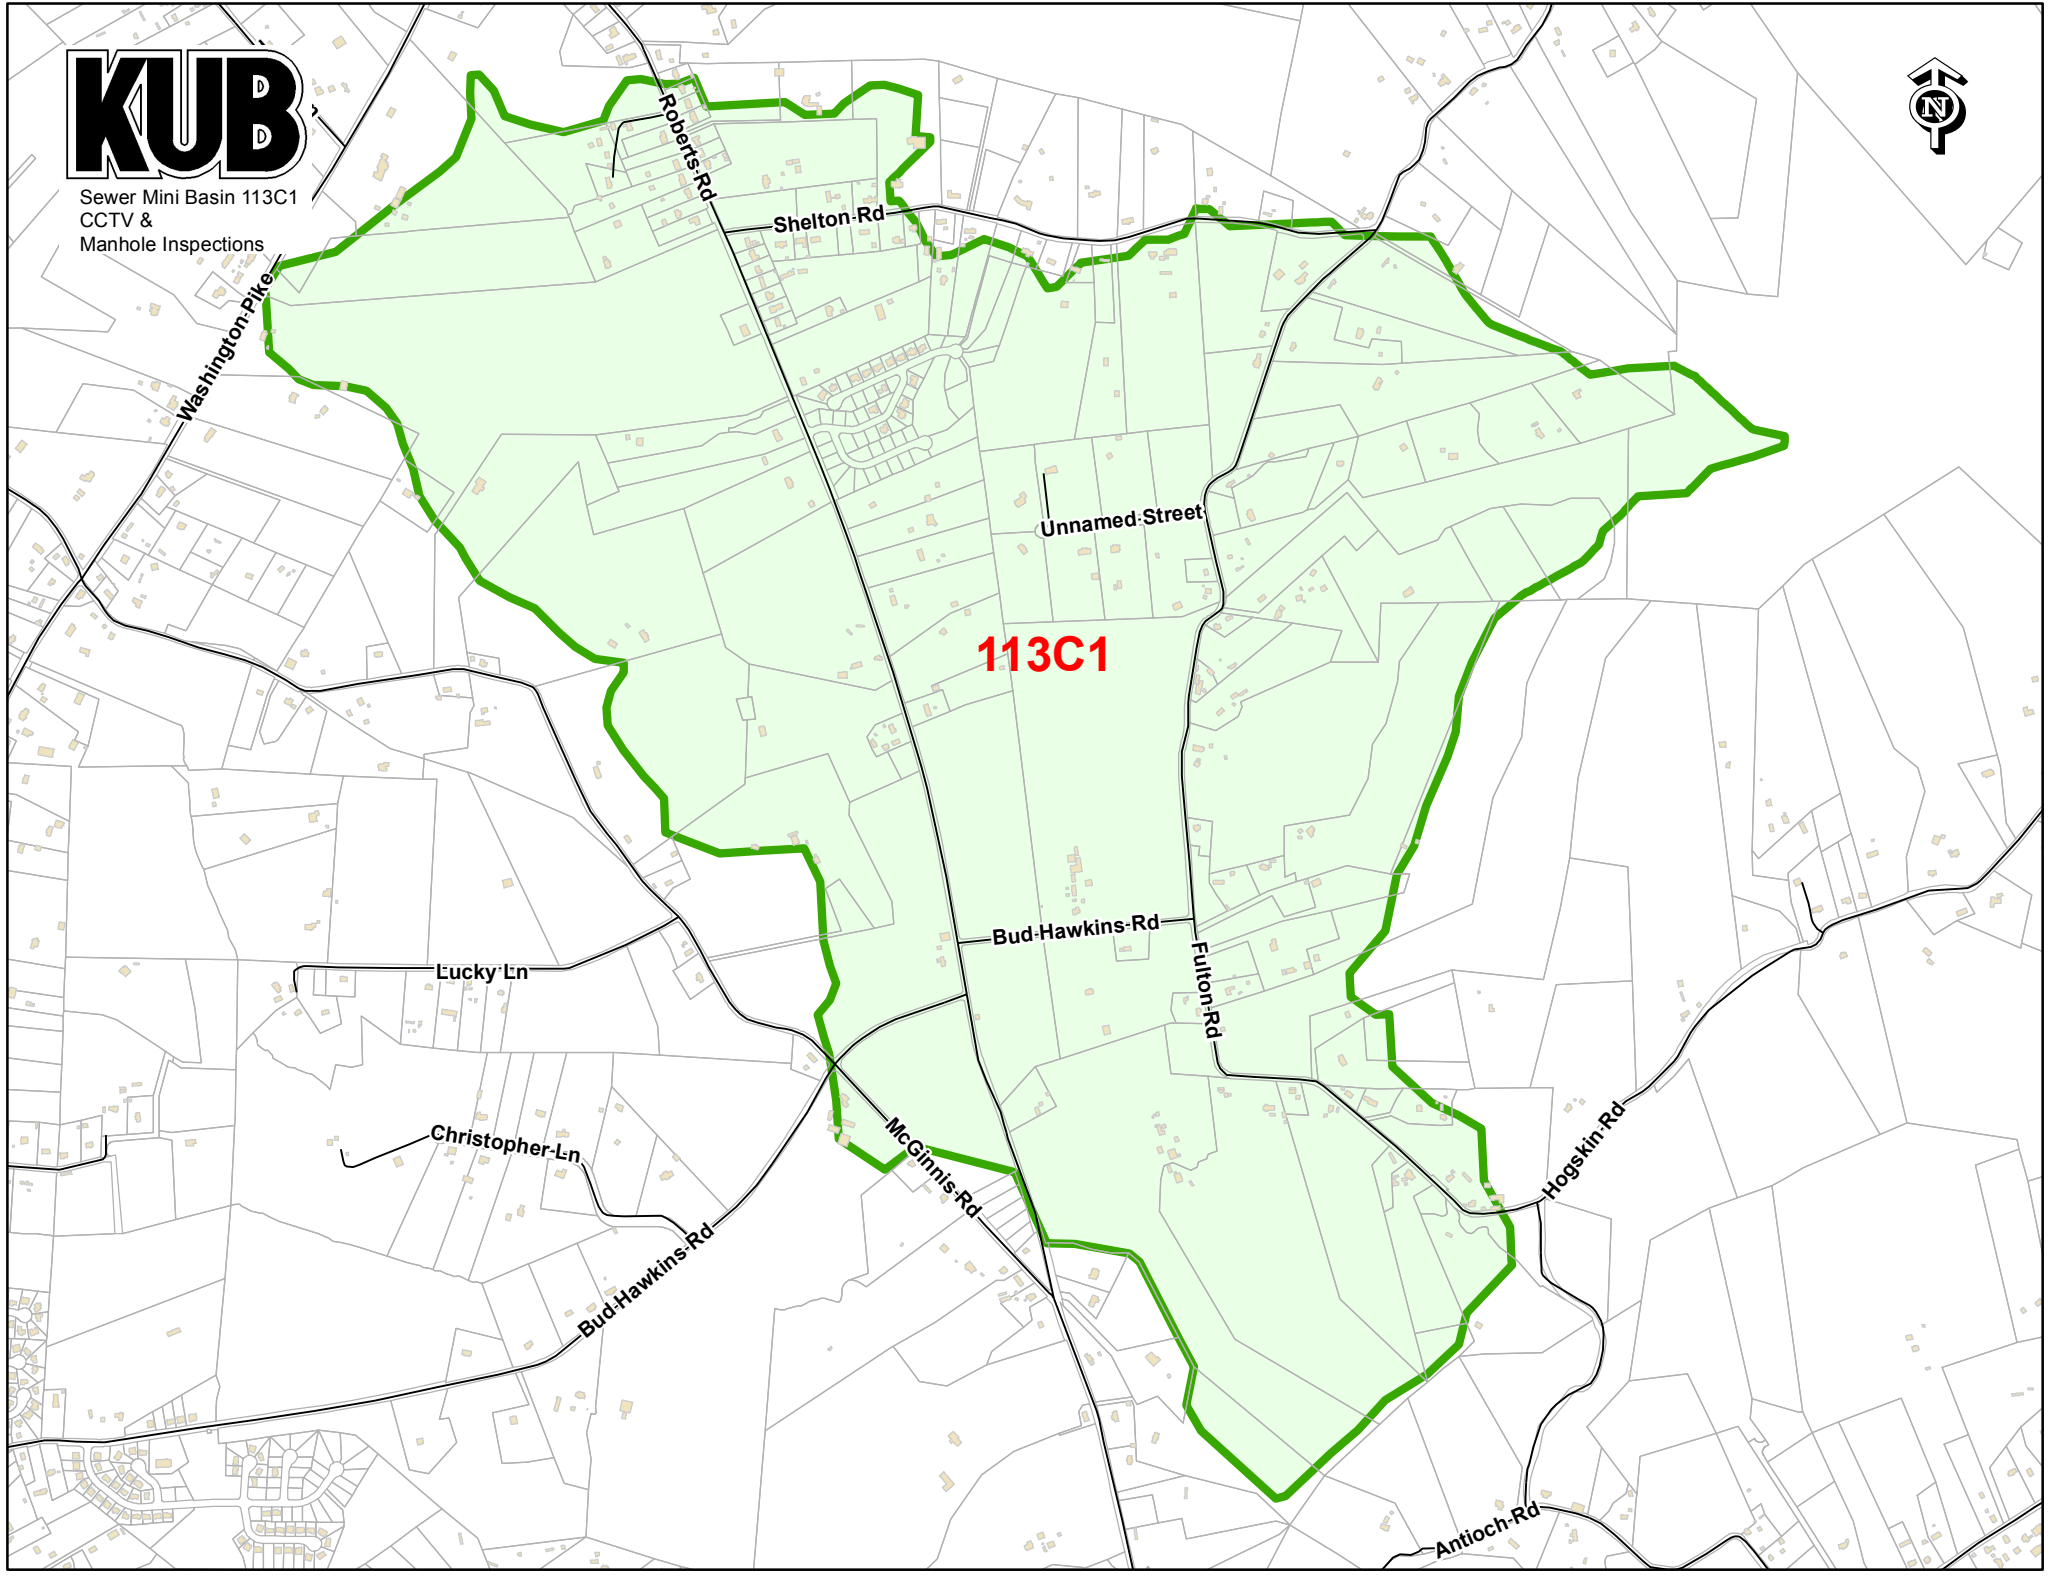 KUB
Sewer Mini Basin 113C1
CCTV &
Manhole Inspections
N
Roberts Rd
Shelton Rd
Washington Pike
Unnamed Street
113C1
Bud Hawkins Rd
Fulton Rd
Lucky Ln
McGinnis Rd
Christopher Ln
Hogskin Rd
Bud Hawkins Rd
Antioch Rd